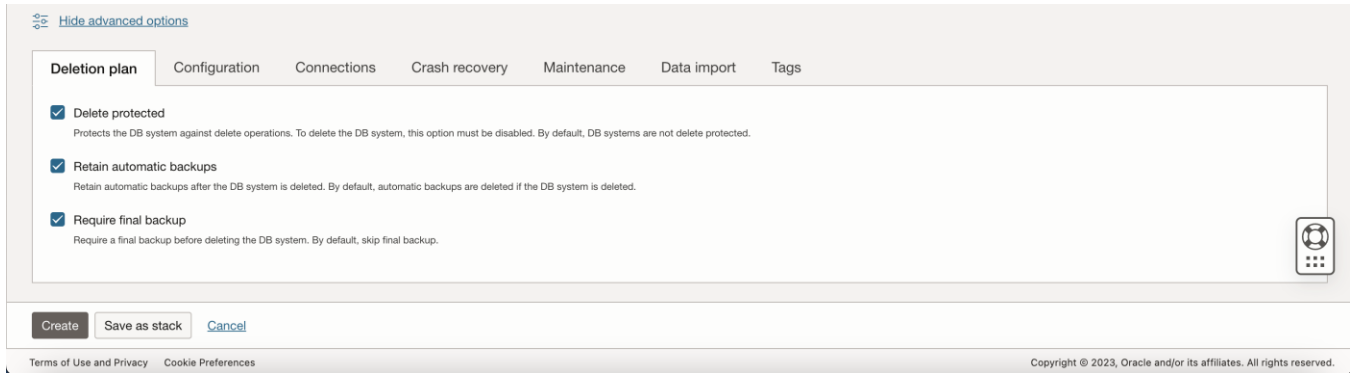 Hide advanced options
Deletion plan Configuration Connections Crash recovery Maintenance Data import Tags
Delete protected
Protects the DB system against delete operations. To delete the DB system, this option must be disabled. By default, DB systems are not delete protected.
Retain automatic backups
Retain automatic backups after the DB system is deleted. By default, automatic backups are deleted if the DB system is deleted.
Require final backup
Require a final backup before deleting the DB system. By default, skip final backup.
Create Save as stack Cancel
Terms of Use and Privacy Cookie Preferences Copyright © 2023, Oracle and/or its affiliates. All rights reserved.